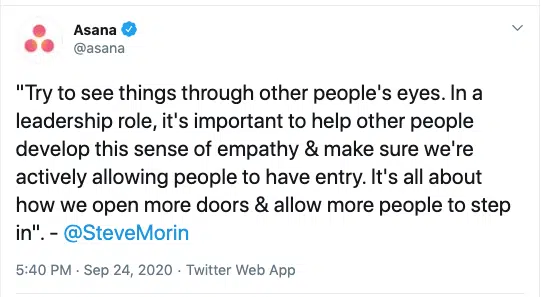 Asana
@asana
"Try to see things through other people's eyes. In a
leadership role, it's important to help other people
develop this sense of empathy & make sure we're
actively allowing people to have entry. It's all about
how we open more doors & allow more people to step
in". - @SteveMorin
5:40 PM · Sep 24, 2020 · Twitter Web App